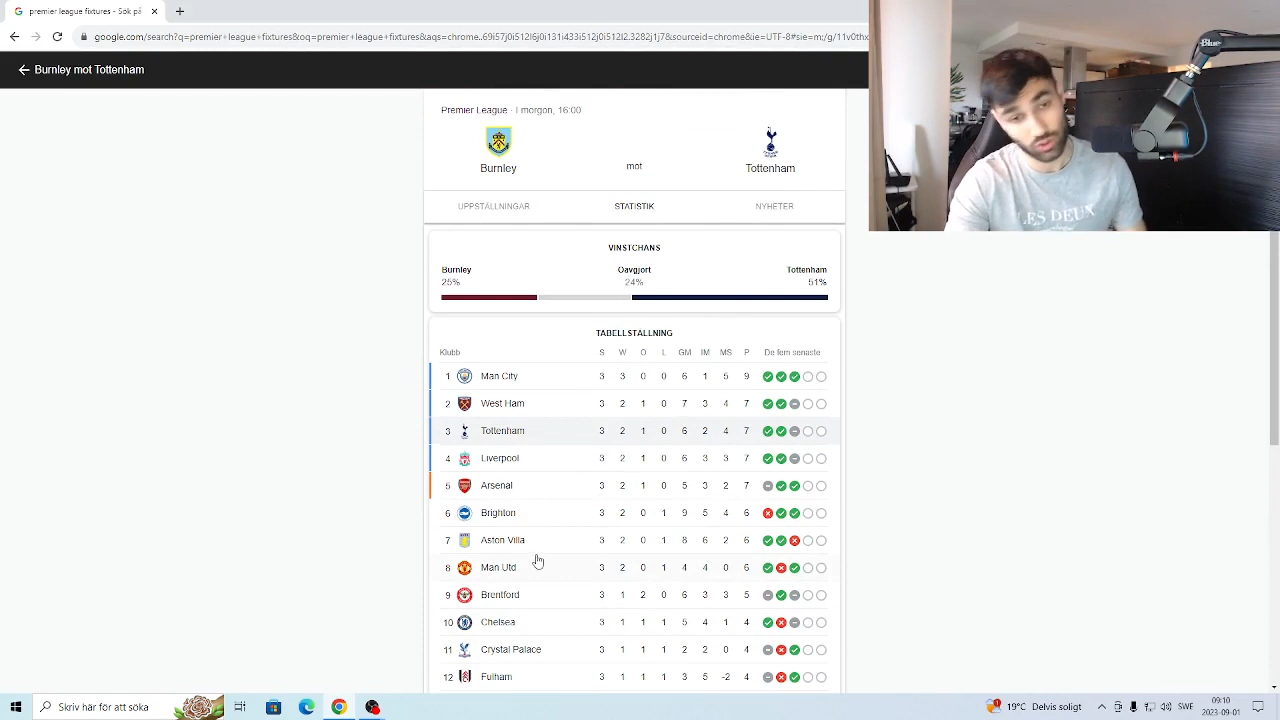 premier league fixtures - Sök på
google.com/search?q=premier+league+fixtures&oq=premier+league+fixtures&aqs=chrome..69i57j0i512l6j0i131i433i512j0i512l2.3282j1j7&sourceid=chrome&ie=UTF-8#sie=m;/g/11v0thx
Burnley mot Tottenham
Blue
Premier League · I morgon, 16:00
Burnley
mot
Tottenham
LES DEUX
UPPSTÄLLNINGAR STATISTIK NYHETER
VINSTCHANS
Burnley Oavgjort Tottenham
25% 24% 51%
TABELLSTÄLLNING
Klubb S W O L GM IM MS P De fem senaste
1 Man City 3 3 0 0 6 1 5 9
2 West Ham 3 2 1 0 7 3 4 7
3 Tottenham 3 2 1 0 6 2 4 7
4 Liverpool 3 2 1 0 6 3 3 7
5 Arsenal 3 2 1 0 5 3 2 7
6 Brighton 3 2 0 1 9 5 4 6
7 Aston Villa 3 2 0 1 8 6 2 6
8 Man Utd 3 2 0 1 4 4 0 6
9 Brentford 3 1 2 0 6 3 3 5
10 Chelsea 3 1 1 1 5 4 1 4
11 Crystal Palace 3 1 1 1 2 2 0 4
12 Fulham 3 1 1 1 3 5 -2 4
Skriv här för att söka
19°C Delvis soligt
SWE
09:10
2023-09-01